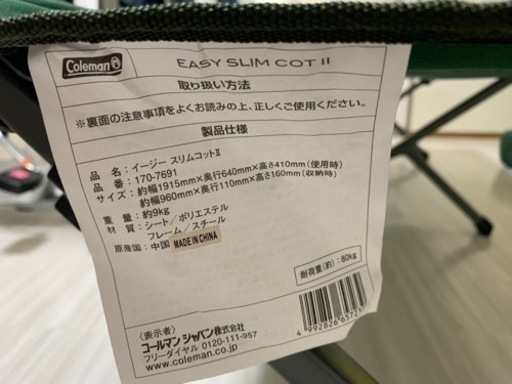 Coleman
EASY SLIM COT II
取り扱い方法
※裏面の注意事項をよくお読みの上、正しくご使用ください。
製品仕様
品 名：イージー スリムコットII
品 番：170-7691
サイズ：約幅1915mm×奥行640mm×高さ410mm（使用時）
約幅960mm×奥行110mm×高さ160mm（収納時）
重 量：約9kg
材 質：シート／ポリエステル
フレーム／スチール
原産国：中国 MADE IN CHINA
耐荷重（約）：80kg
〈表示者〉
コールマン ジャパン株式会社
フリーダイヤル 0120-111-957
www.coleman.co.jp